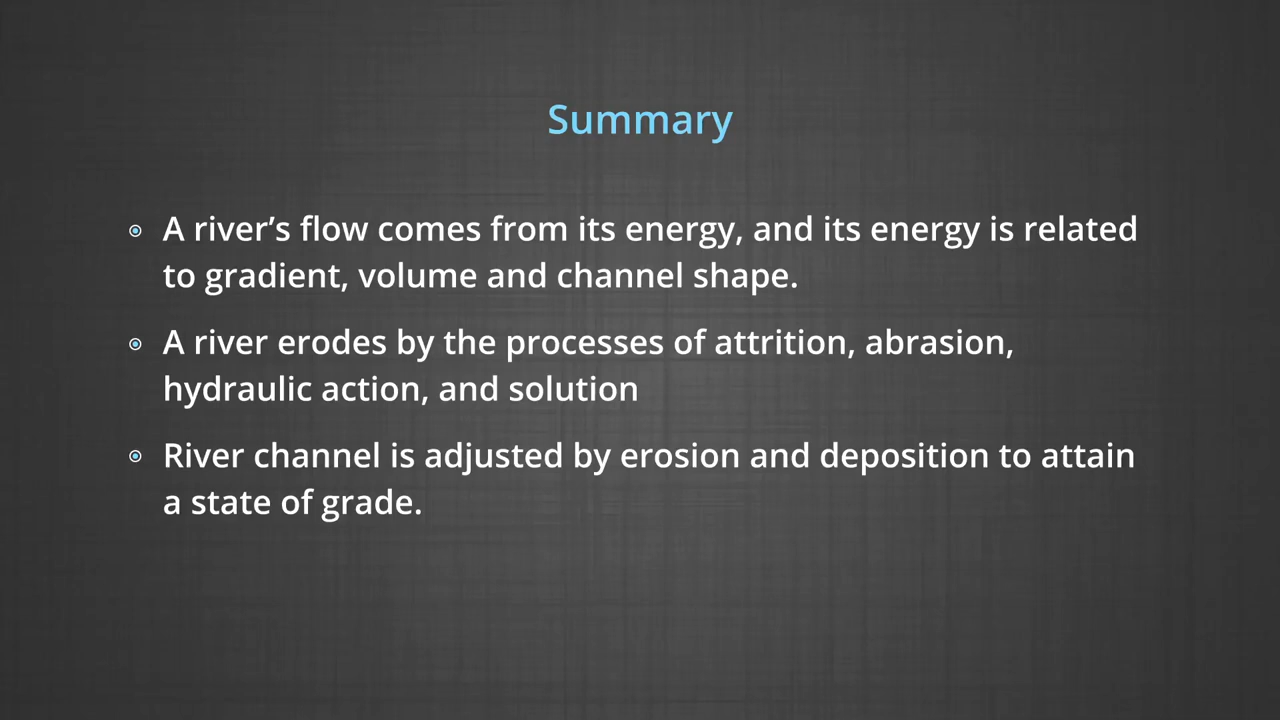 Summary
A river’s flow comes from its energy, and its energy is related
to gradient, volume and channel shape.
A river erodes by the processes of attrition, abrasion,
hydraulic action, and solution
River channel is adjusted by erosion and deposition to attain
a state of grade.